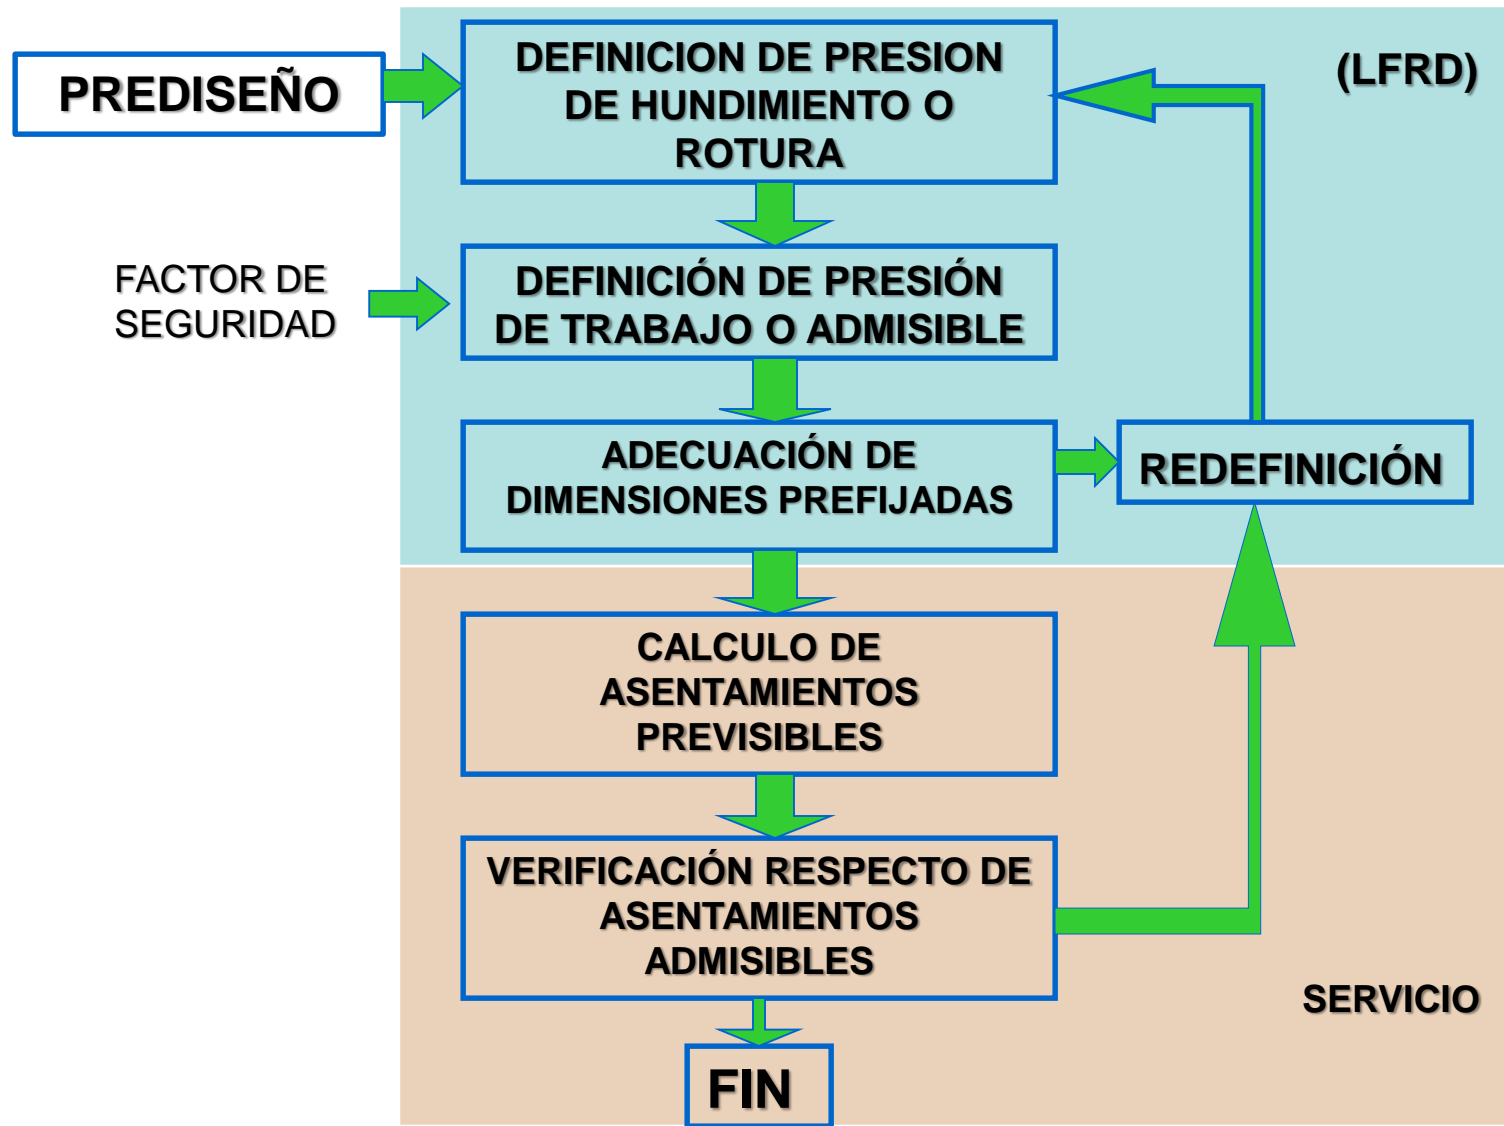 PREDISEÑO
DEFINICION DE PRESION
DE HUNDIMIENTO O
ROTURA
(LFRD)
FACTOR DE
SEGURIDAD
DEFINICIÓN DE PRESIÓN
DE TRABAJO O ADMISIBLE
ADECUACIÓN DE
DIMENSIONES PREFIJADAS
REDEFINICIÓN
CALCULO DE
ASENTAMIENTOS
PREVISIBLES
VERIFICACIÓN RESPECTO DE
ASENTAMIENTOS
ADMISIBLES
SERVICIO
FIN